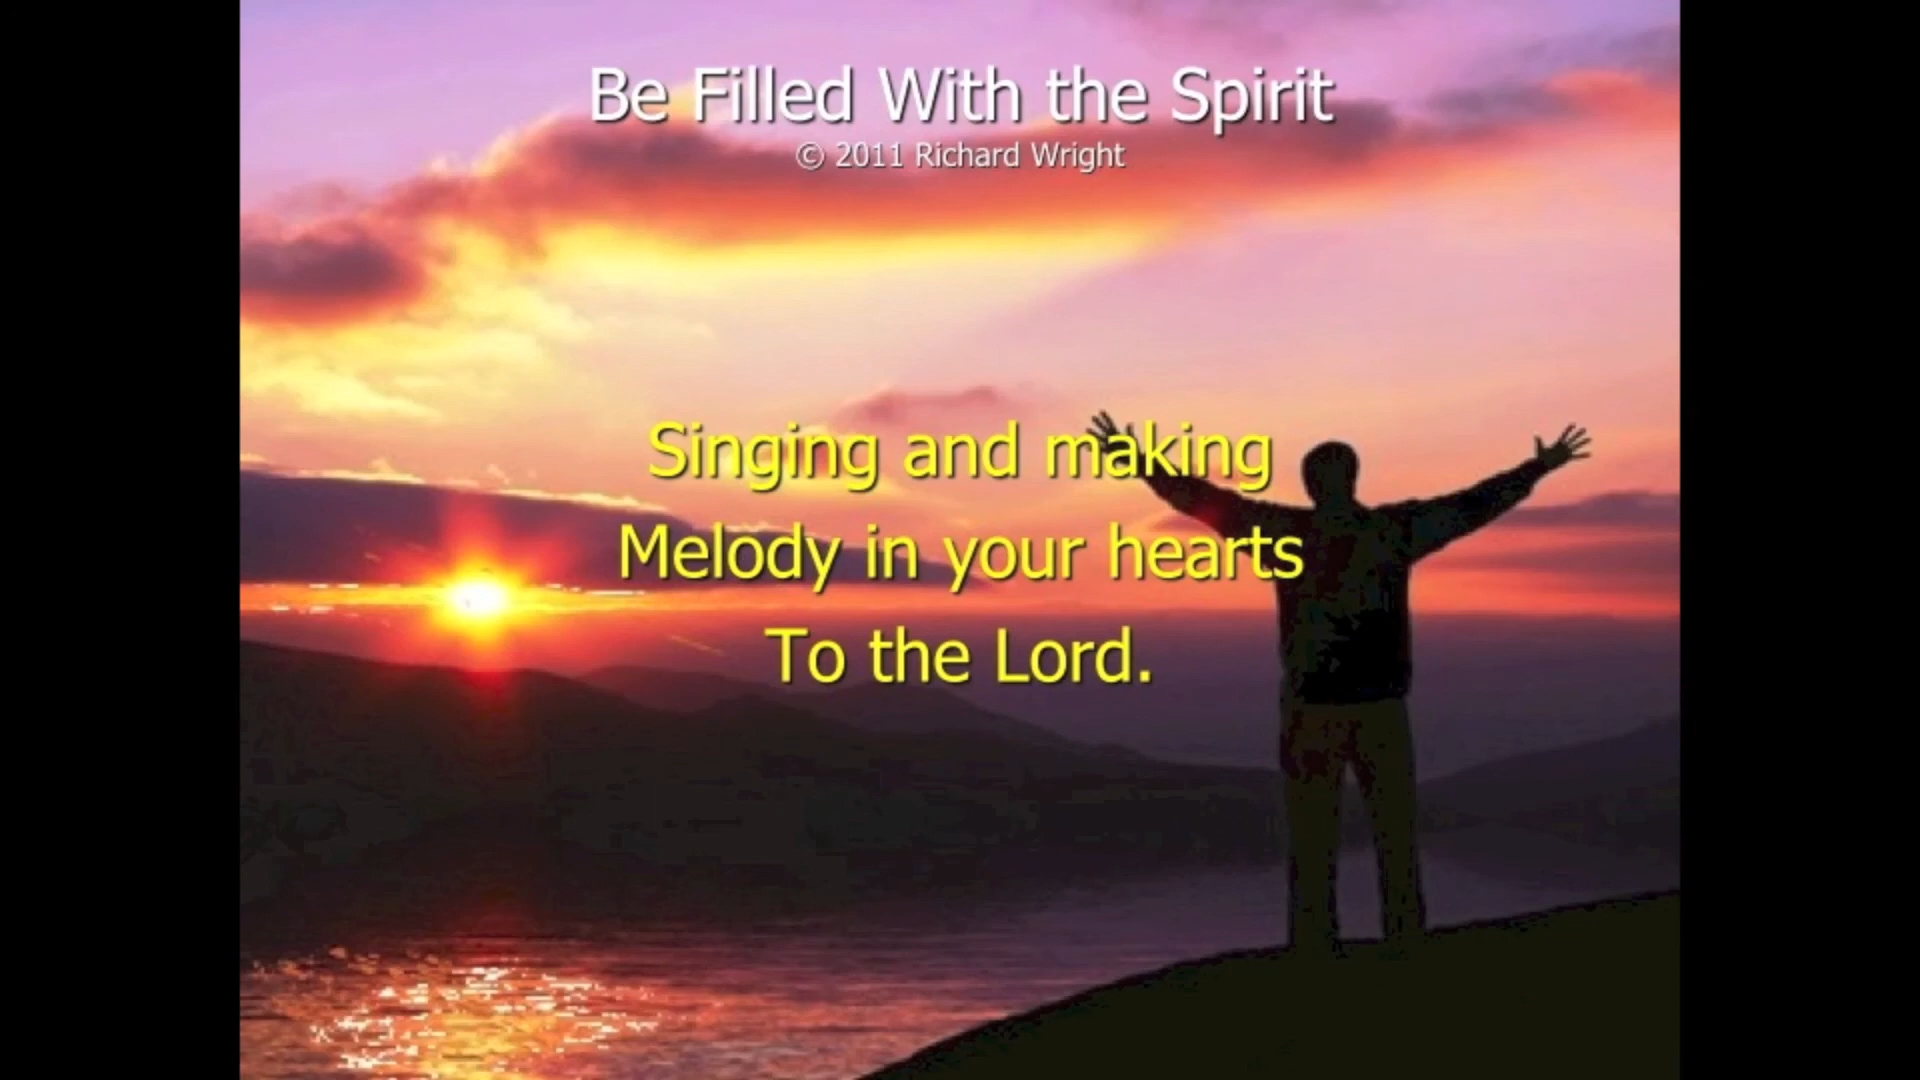 Be Filled With the Spirit
© 2011 Richard Wright
Singing and making
Melody in your hearts
To the Lord.